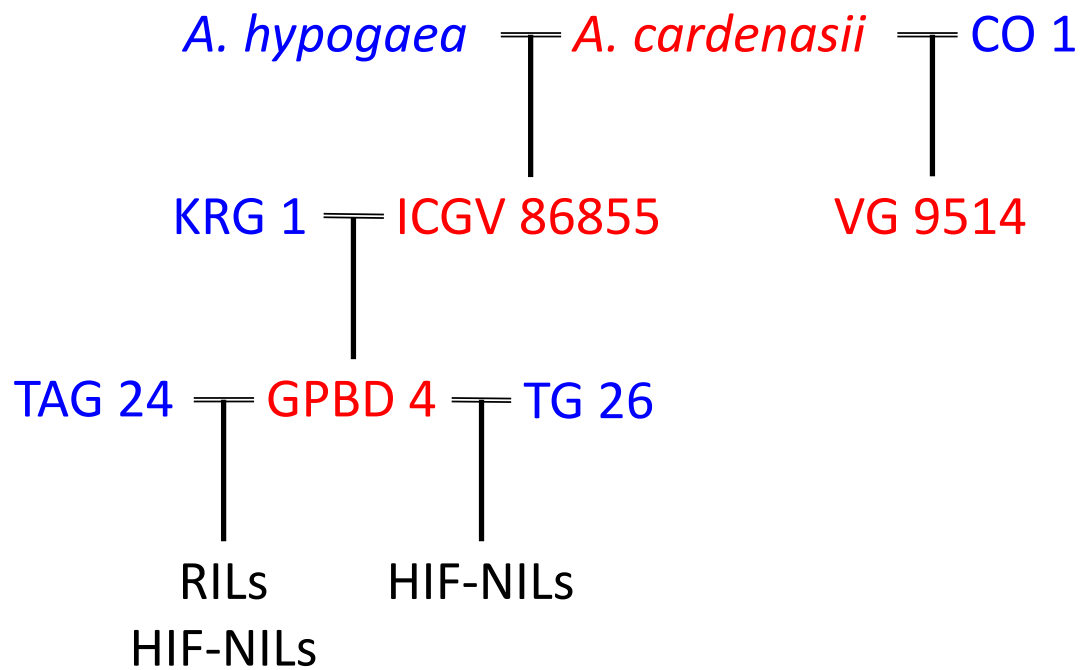 A. hypogaea A. cardenasii CO 1
KRG 1 ICGV 86855 VG 9514
TAG 24 GPBD 4 TG 26
RILs HIF-NILs
HIF-NILs